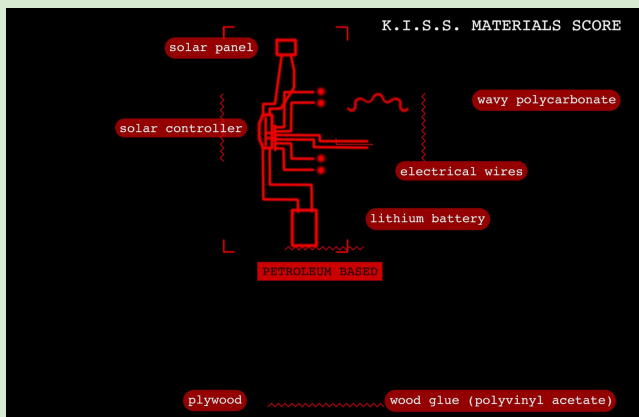 K.I.S.S. MATERIALS SCORE
solar panel
wavy polycarbonate
solar controller
electrical wires
lithium battery
PETROLEUM BASED
plywood
wood glue (polyvinyl acetate)